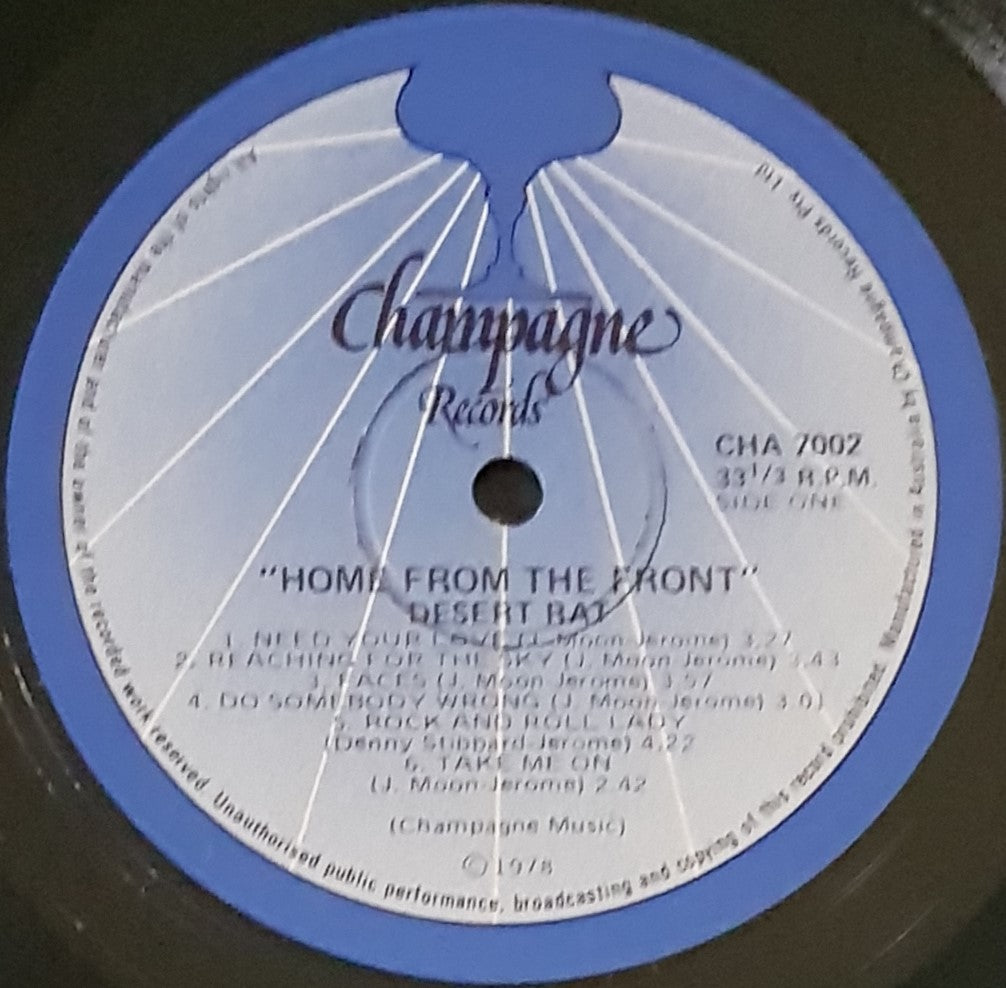 Champagne
Records
CHA 7002
33 1/3 R.P.M.
SIDE ONE
"HOME FROM THE FRONT"
DESERT RAT
1. NEED YOUR LOVE (J. Moon-Jerome) 3.27
2. REACHING FOR THE SKY (J. Moon-Jerome) 3.43
3. FACES (J. Moon-Jerome) 3.57
4. DO SOMEBODY WRONG (J. Moon-Jerome) 3.01
5. ROCK AND ROLL LADY
(Denny Stibbard-Jerome) 4.22
6. TAKE ME ON
(J. Moon-Jerome) 2.42
(Champagne Music)
© 1978
All rights of the manufacturer and of the owner of the recorded work reserved Unauthorised public performance, broadcasting and copying of this record prohibited Manufactured in Australia by Champagne Records Pty Ltd